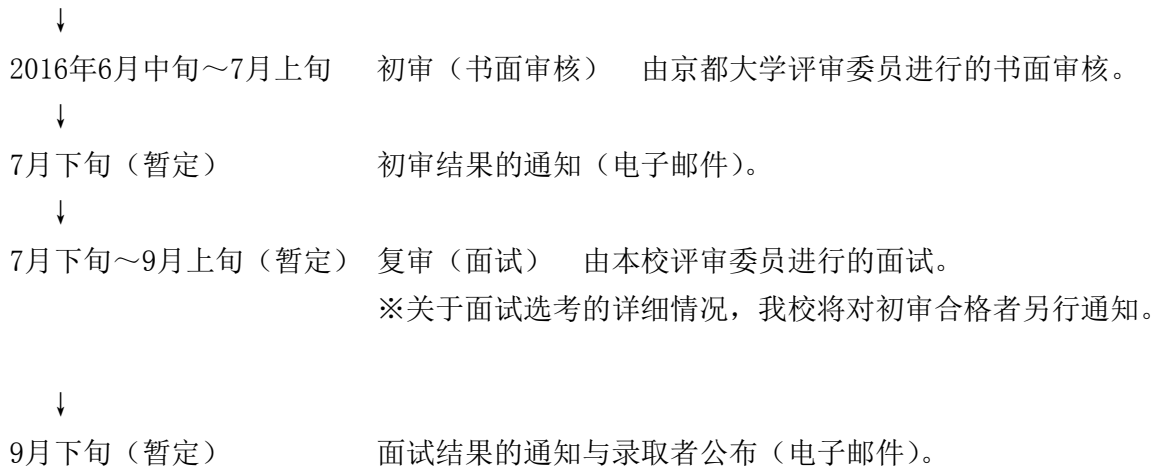 ↓
2016年6月中旬～7月上旬　初审（书面审核）　由京都大学评审委员进行的书面审核。
↓
7月下旬（暂定）　初审结果的通知（电子邮件）。
↓
7月下旬～9月上旬（暂定）　复审（面试）　由本校评审委员进行的面试。
※关于面试选考的详细情况，我校将对初审合格者另行通知。
↓
9月下旬（暂定）　面试结果的通知与录取者公布（电子邮件）。